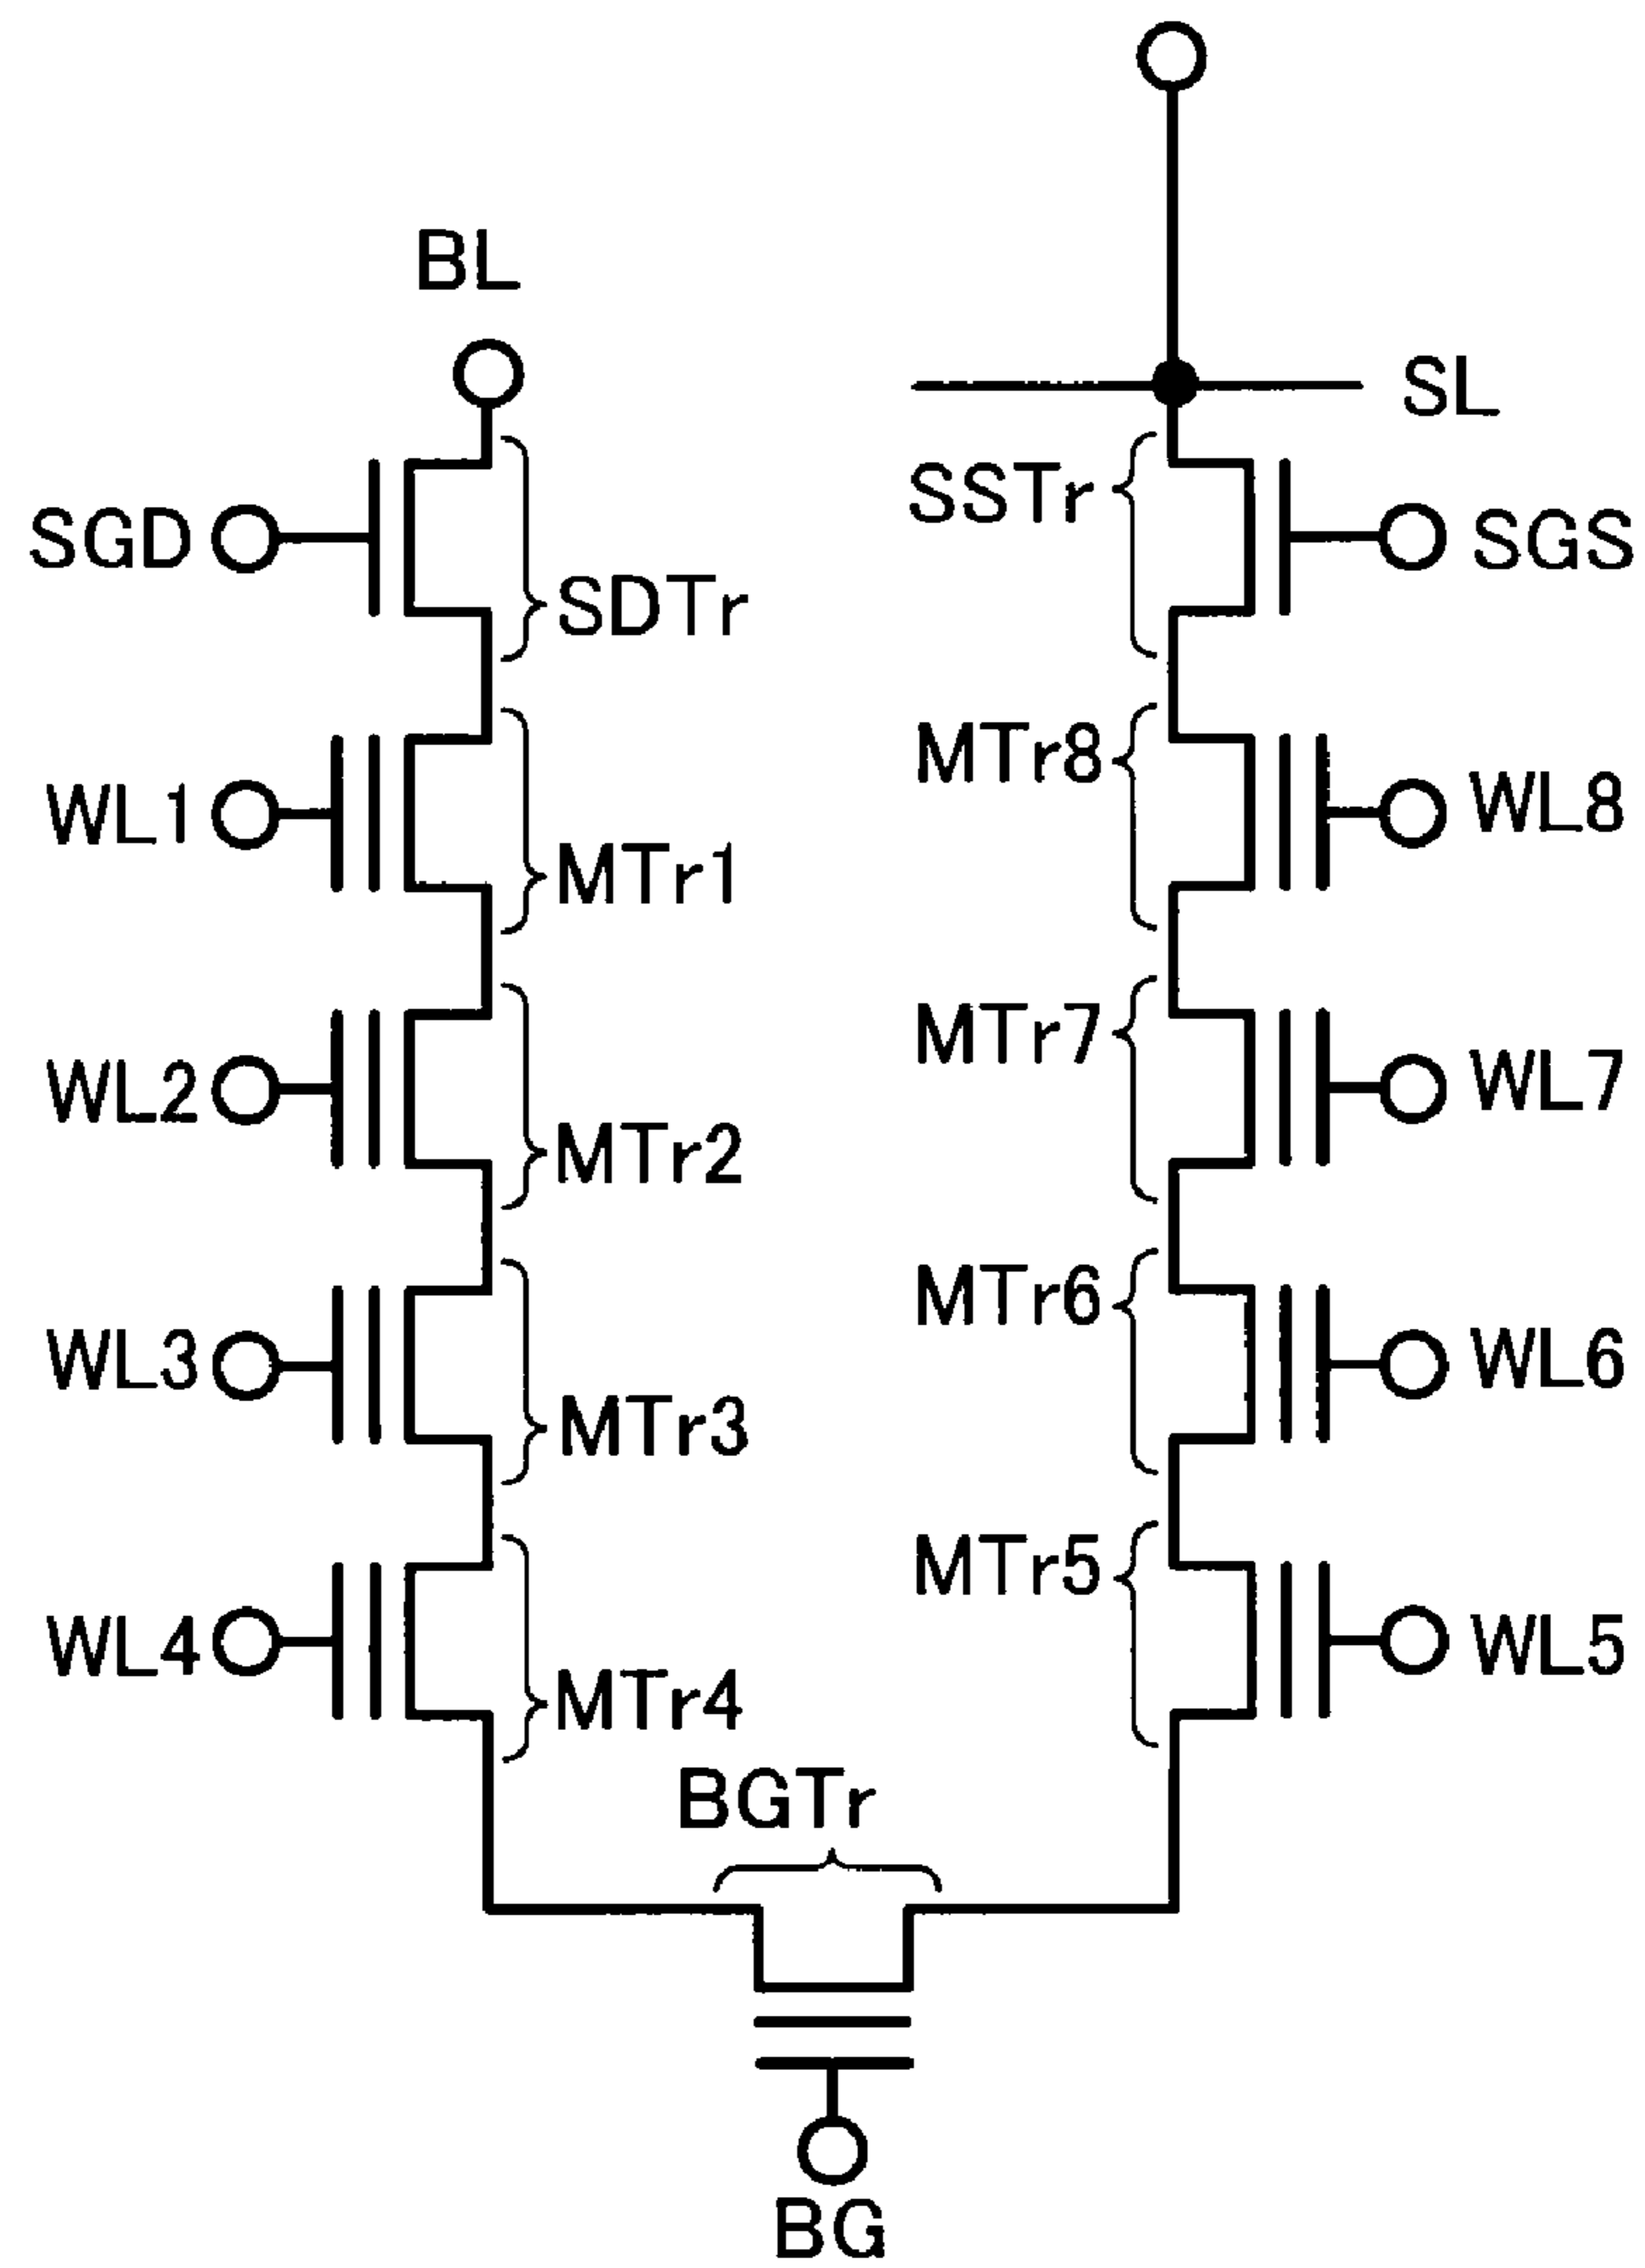 BL
SL
SSTr
SGD
SGS
SDTr
MTr8
WL1
WL8
MTr1
MTr7
WL2
WL7
MTr2
MTr6
WL3
WL6
MTr3
MTr5
WL4
WL5
MTr4
BGTr
BG